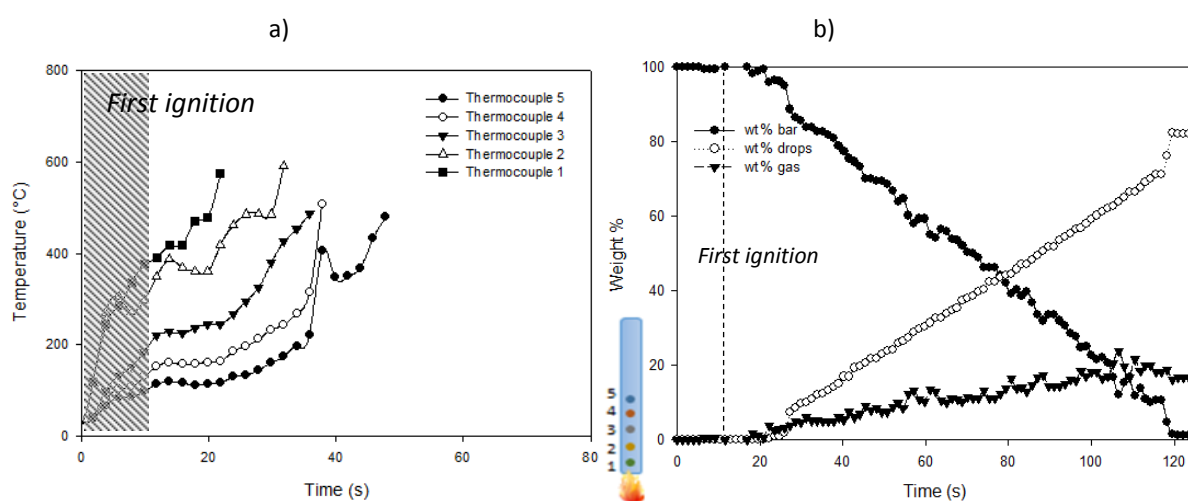 a)
b)
800
600
400
200
0
0
20
40
60
80
Temperature (°C)
Time (s)
First ignition
Thermocouple 5
Thermocouple 4
Thermocouple 3
Thermocouple 2
Thermocouple 1
5
4
3
2
1
100
80
60
40
20
0
0
20
40
60
80
100
120
Weight %
Time (s)
wt% bar
wt% drops
wt% gas
First ignition